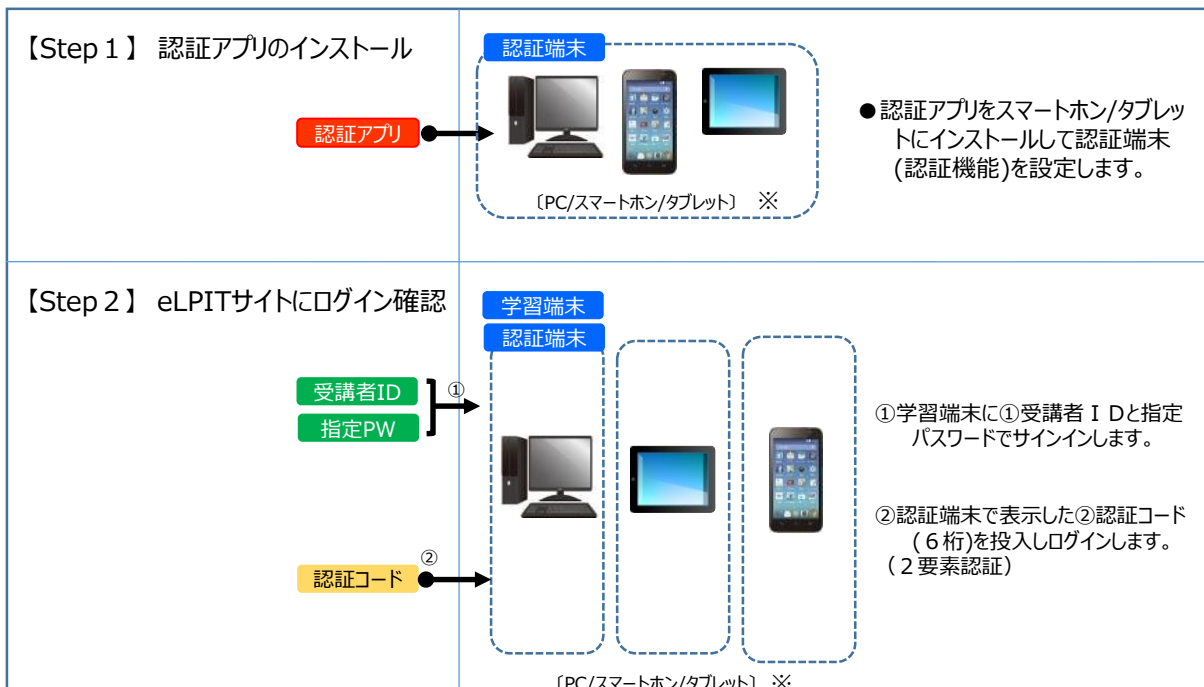 【Step１】 認証アプリのインストール
認証端末
認証アプリ
〔PC/スマートホン/タブレット〕 ※
●認証アプリをスマートホン/タブレッ
トにインストールして認証端末
(認証機能)を設定します。
【Step２】 eLPITサイトにログイン確認
学習端末
認証端末
受講者ID
指定PW
①
①学習端末に①受講者ＩＤと指定
パスワードでサインインします。
②
認証コード
②認証端末で表示した②認証コード
(６桁)を投入しログインします。
（２要素認証）
〔PC/スマートホン/タブレット〕 ※